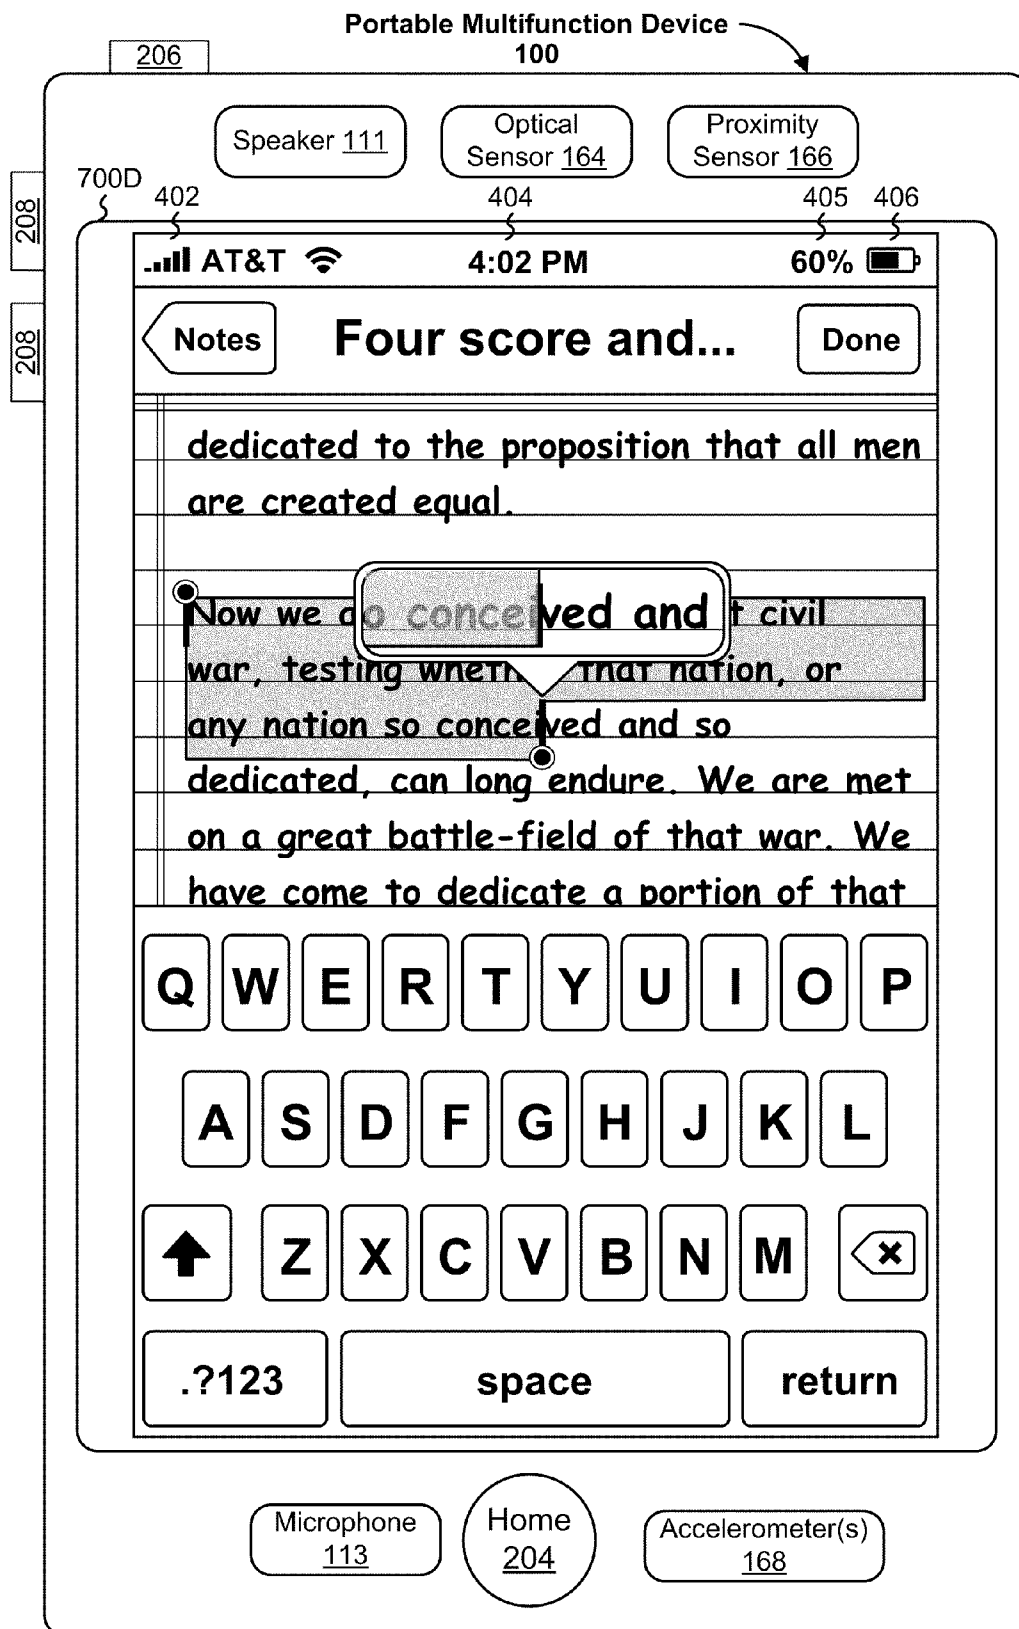 Portable Multifunction Device
100
206
Speaker 111
Optical
Sensor 164
Proximity
Sensor 166
208
208
700D
402
404
405
406
AT&T 4:02 PM 60%
Notes Four score and... Done
dedicated to the proposition that all men
are created equal.
o conceived and
Now we a t civil
war, testing wheth that nation, or
any nation so conceived and so
dedicated, can long endure. We are met
on a great battle-field of that war. We
have come to dedicate a portion of that
Q W E R T Y U I O P
A S D F G H J K L
Z X C V B N M
.?123 space return
Microphone
113
Home
204
Accelerometer(s)
168